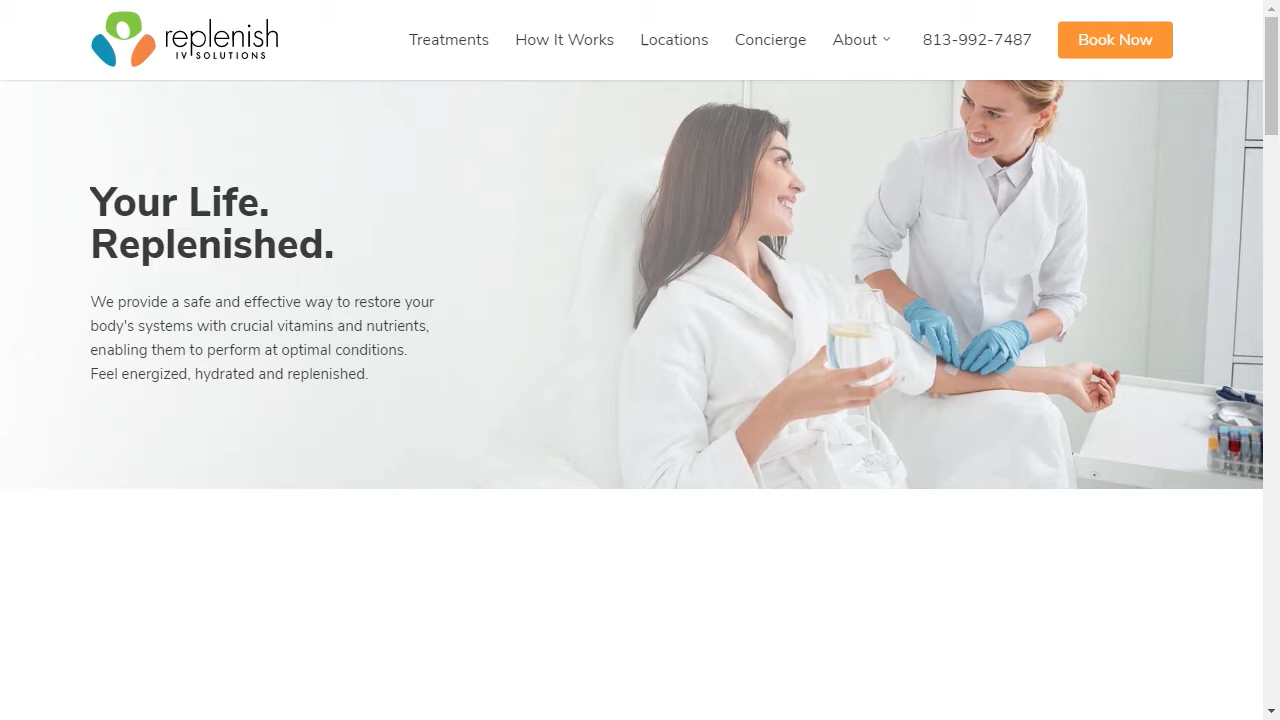 replenish
IV SOLUTIONS
Treatments
How It Works
Locations
Concierge
About
813-992-7487
Book Now
Your Life.
Replenished.
We provide a safe and effective way to restore your
body's systems with crucial vitamins and nutrients,
enabling them to perform at optimal conditions.
Feel energized, hydrated and replenished.